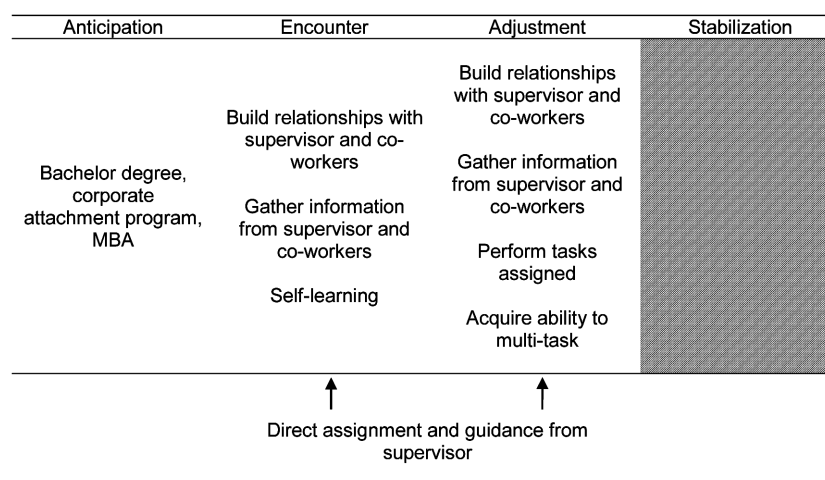 Anticipation
Encounter
Adjustment
Stabilization
Bachelor degree,
corporate
attachment program,
MBA
Build relationships with
supervisor and co-
workers
Gather information
from supervisor and
co-workers
Self-learning
Build relationships
with supervisor and
co-workers
Gather information
from supervisor and
co-workers
Perform tasks
assigned
Acquire ability to
multi-task
Direct assignment and guidance from
supervisor